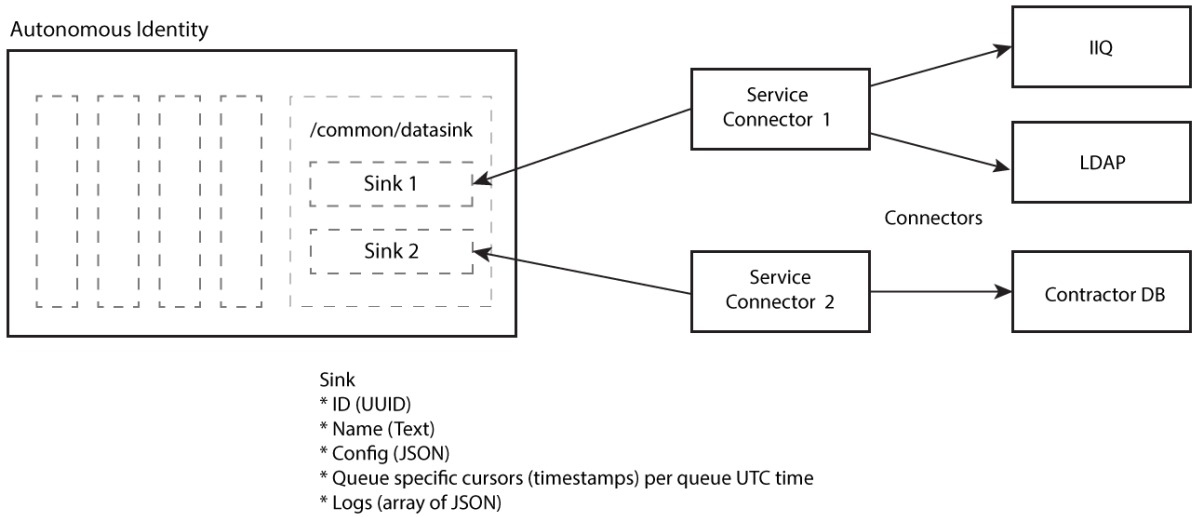 Autonomous Identity
/common/datasink
Sink 1
Sink 2
Service
Connector 1
Service
Connector 2
Connectors
IIQ
LDAP
Contractor DB
Sink
* ID (UUID)
* Name (Text)
* Config (JSON)
* Queue specific cursors (timestamps) per queue UTC time
* Logs (array of JSON)